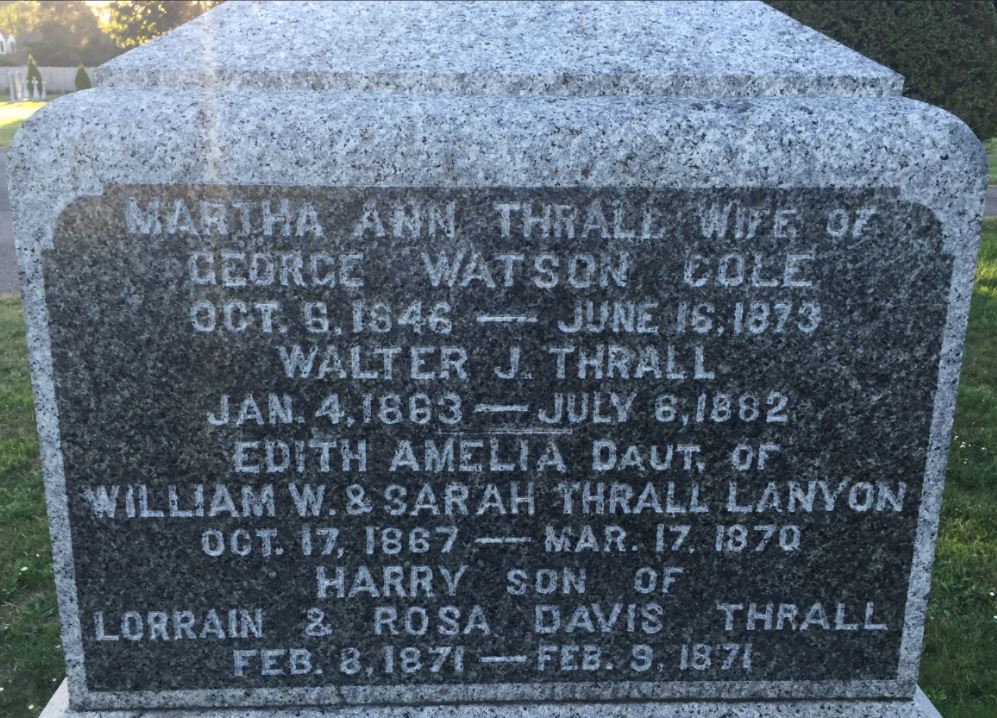 MARTHA ANN THRALL WIFE OF
GEORGE WATSON COLE
OCT. 8, 1846 — JUNE 16, 1873
WALTER J. THRALL
JAN. 4, 1863 — JULY 6, 1882
EDITH AMELIA DAUT. OF
WILLIAM W. & SARAH THRALL LANYON
OCT. 17, 1867 — MAR. 17, 1870
HARRY SON OF
LORRAIN & ROSA DAVIS THRALL
FEB. 8, 1871 — FEB. 9, 1871